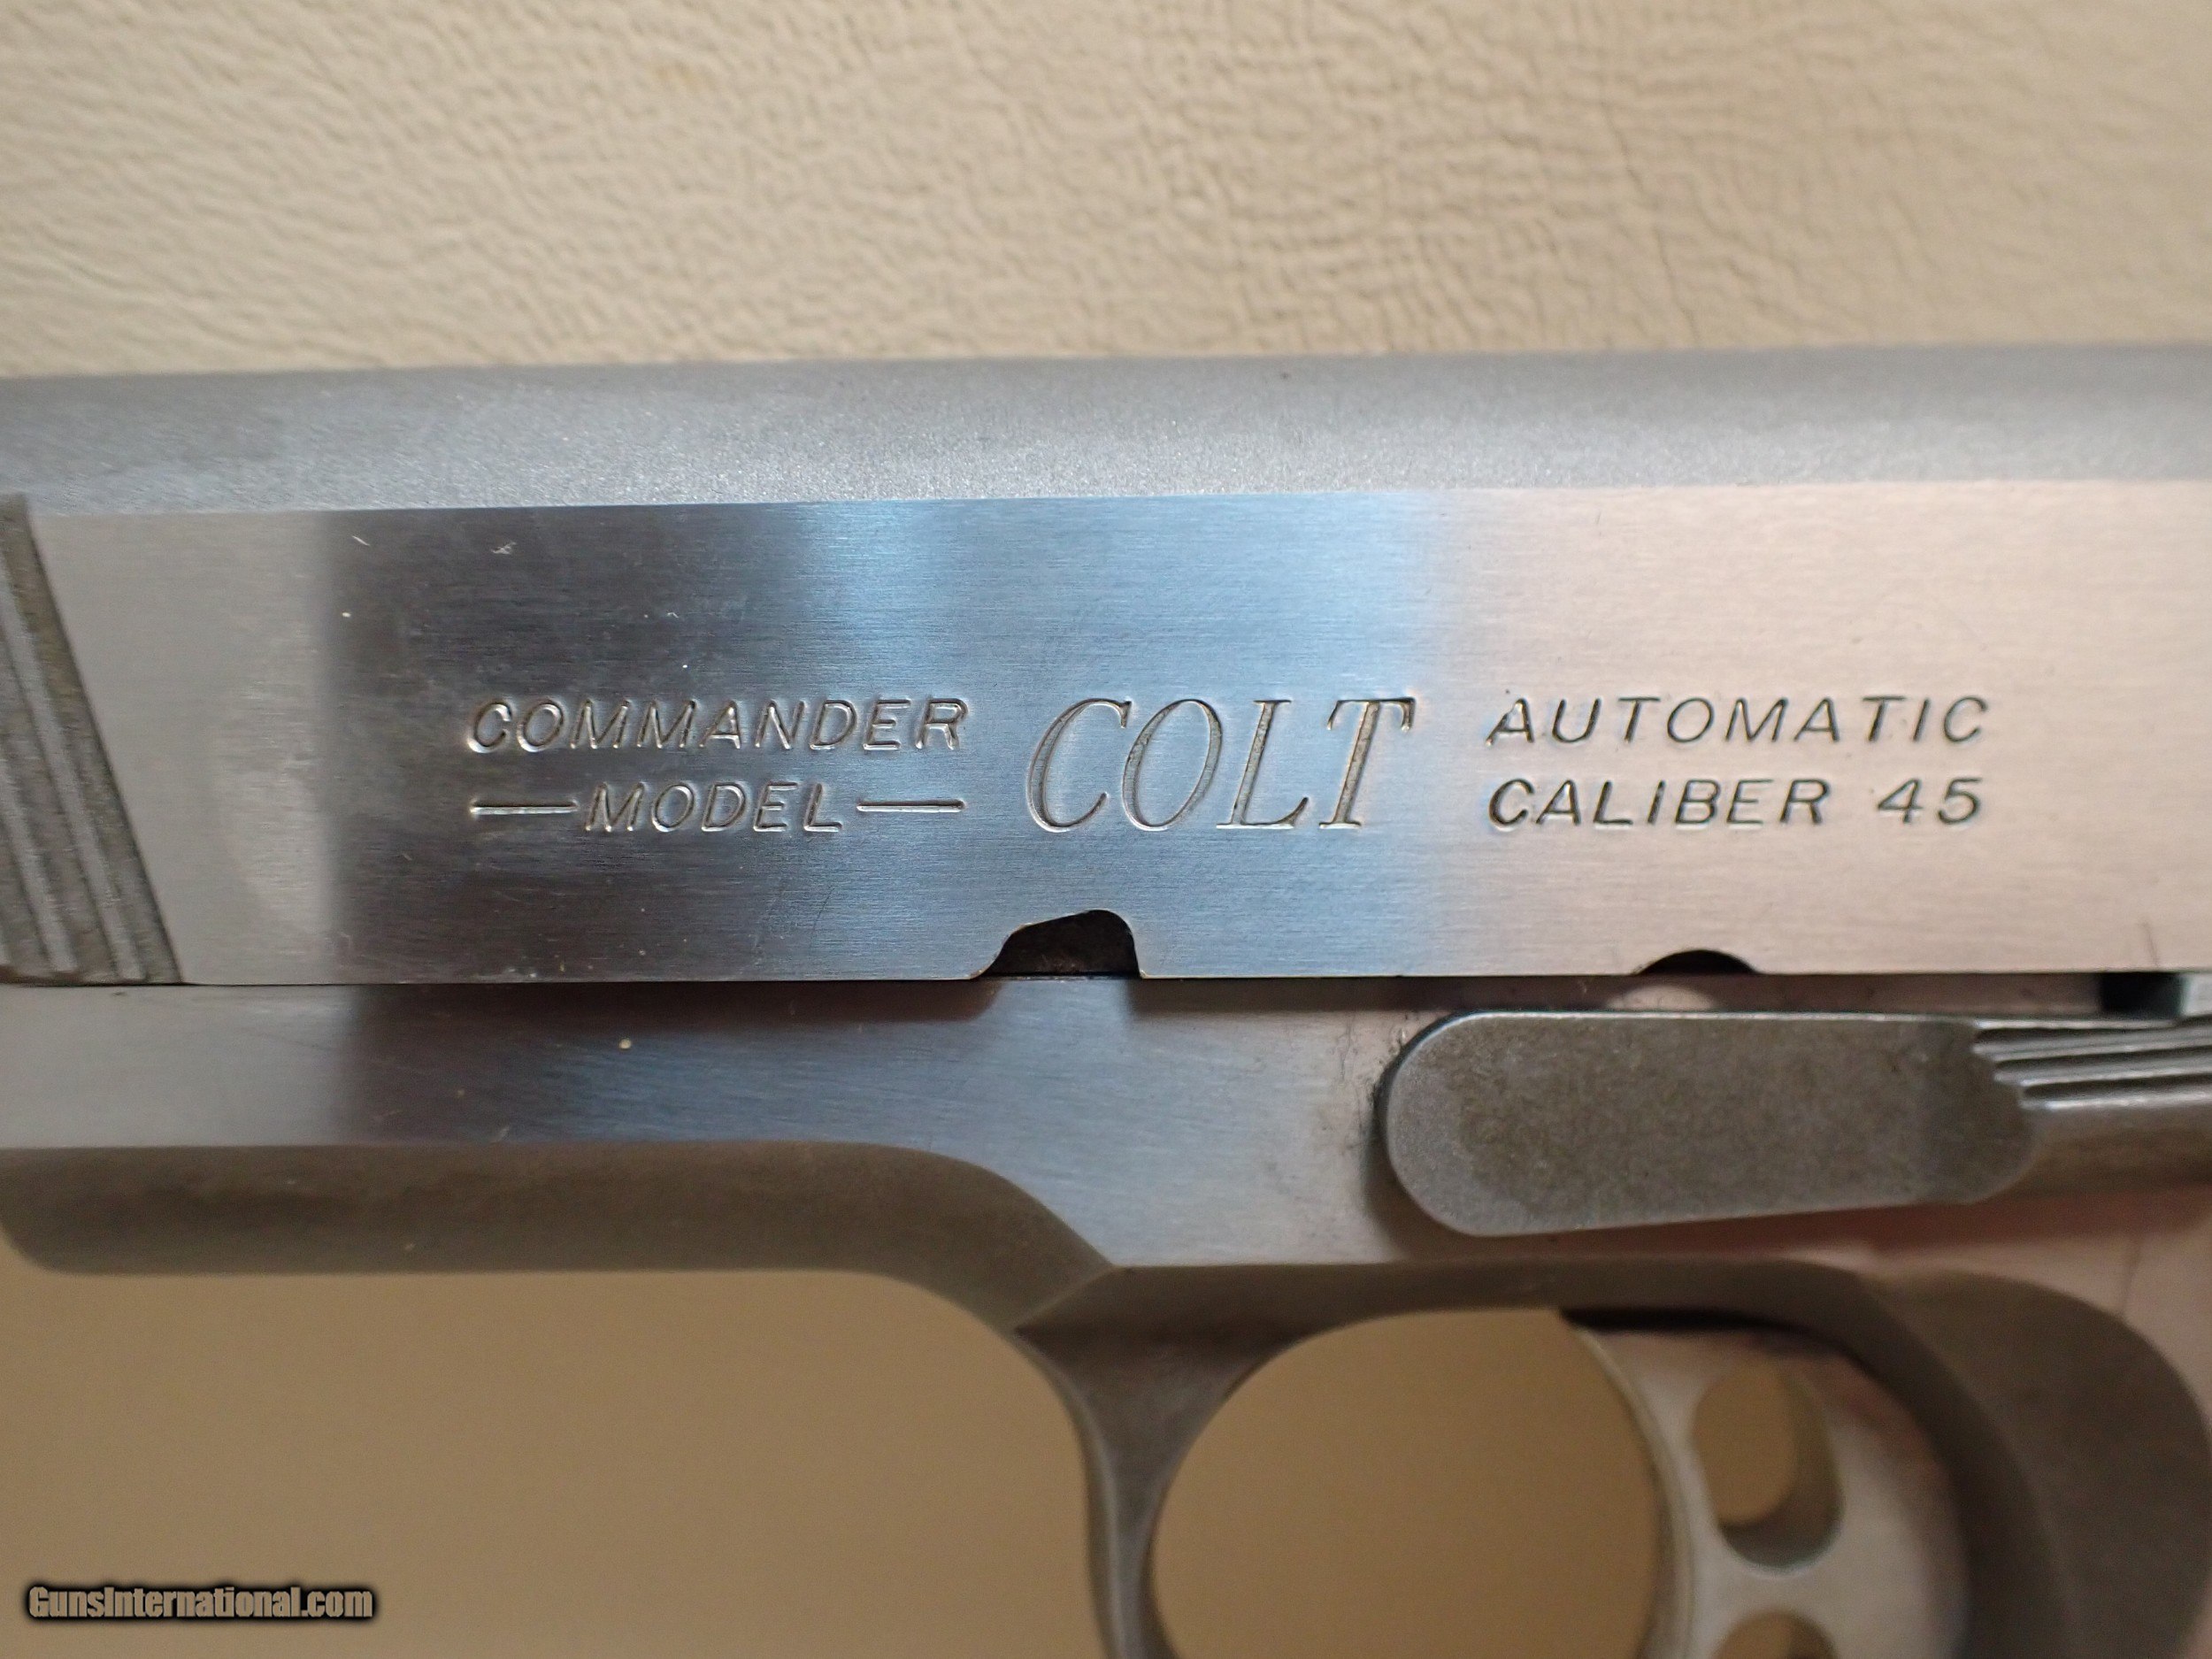 COMMANDER
MODEL
COLT
AUTOMATIC
CALIBER 45
GunsInternational.com